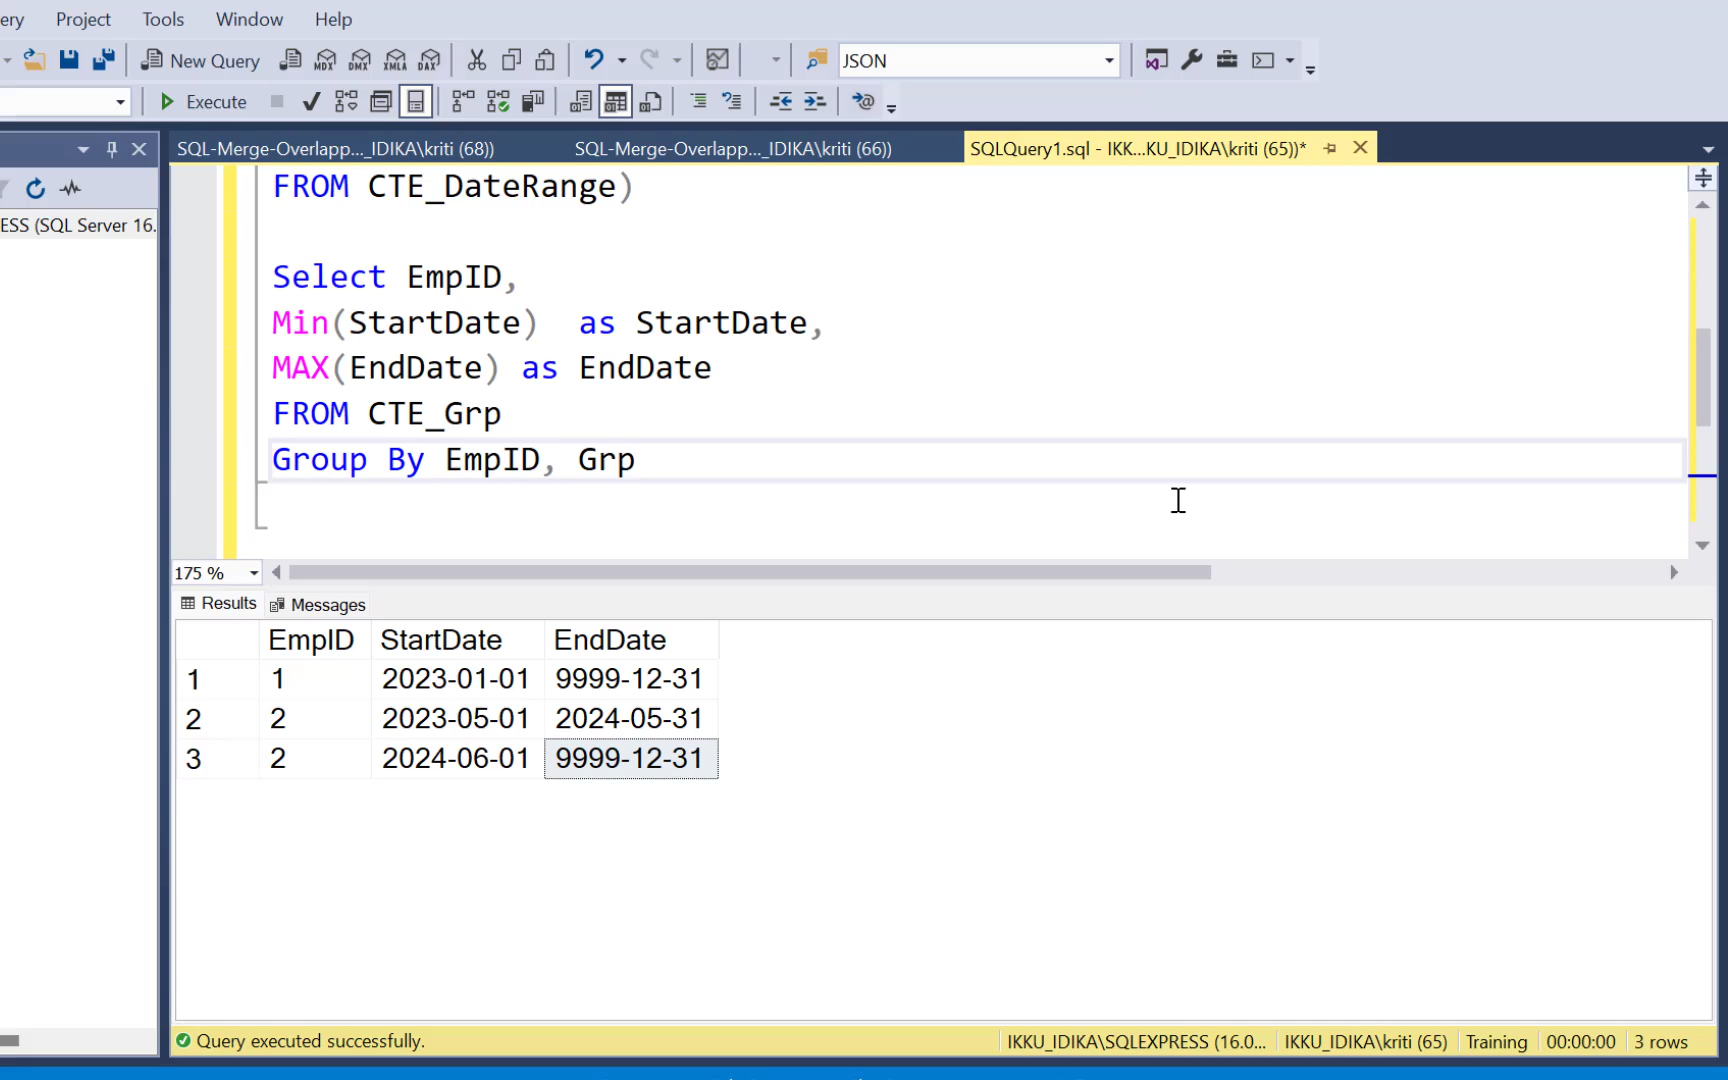 ery Project Tools Window Help
New Query MDX DMX XMLA DAX JSON
Execute
SQL-Merge-Overlapp..._IDIKA\kriti (68)) SQL-Merge-Overlapp..._IDIKA\kriti (66)) SQLQuery1.sql - IKK...KU_IDIKA\kriti (65))*
ESS (SQL Server 16.
FROM CTE_DateRange)
Select EmpID,
Min(StartDate)  as StartDate,
MAX(EndDate) as EndDate
FROM CTE_Grp
Group By EmpID, Grp
175 %
Results Messages
EmpID StartDate EndDate
1 1 2023-01-01 9999-12-31
2 2 2023-05-01 2024-05-31
3 2 2024-06-01 9999-12-31
Query executed successfully. IKKU_IDIKA\SQLEXPRESS (16.0... IKKU_IDIKA\kriti (65) Training 00:00:00 3 rows